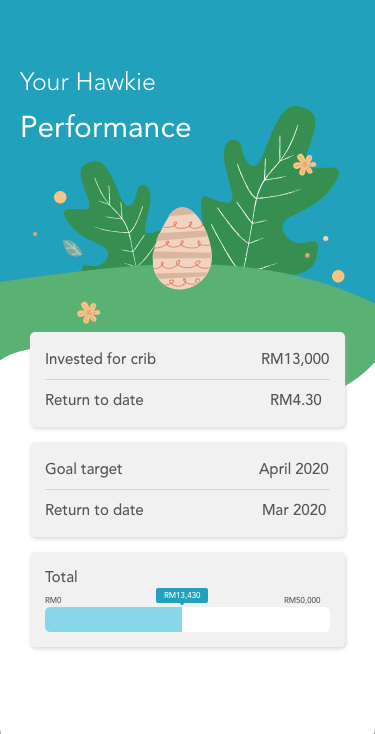 Your Hawkie
Performance
Invested for crib RM13,000
Return to date RM4.30
Goal target April 2020
Return to date Mar 2020
Total
RM0 RM13,430 RM50,000